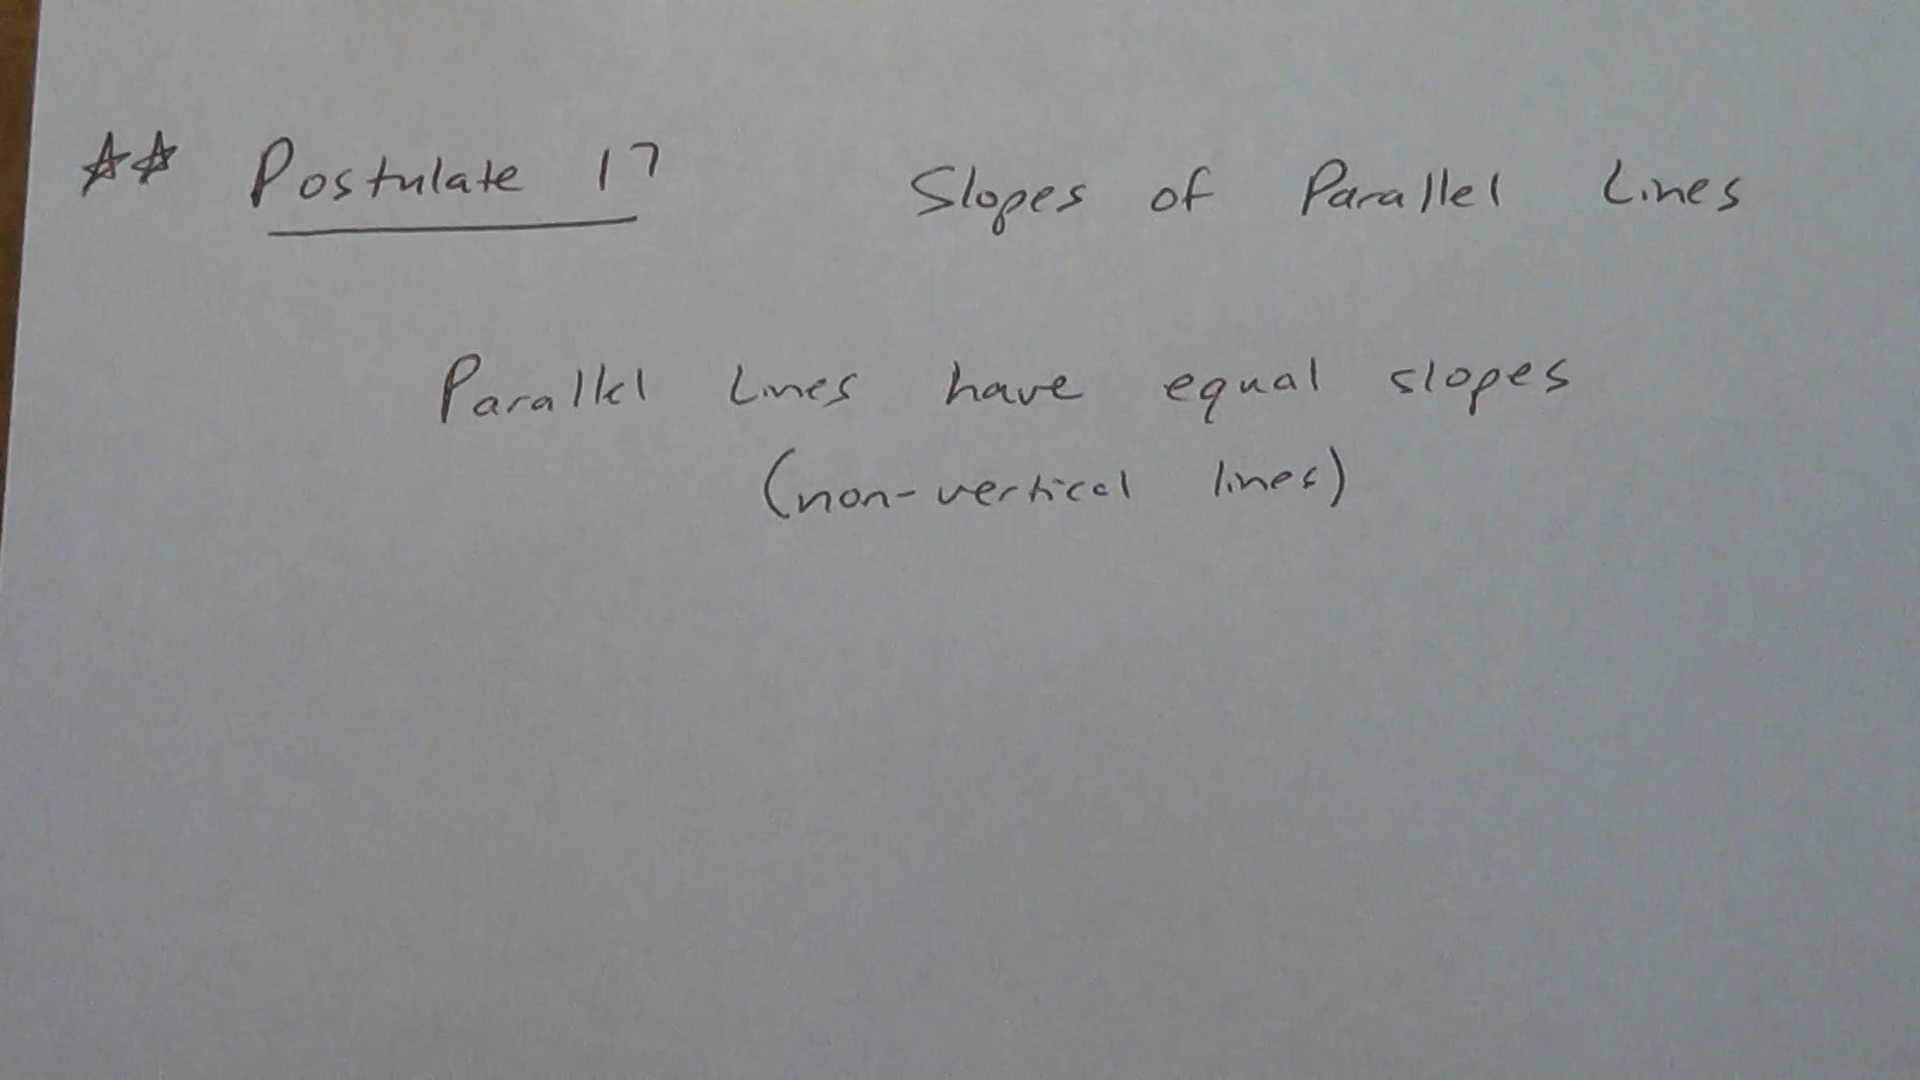 ☆☆ Postulate 17 Slopes of Parallel Lines
Parallel Lines have equal slopes
(non-vertical lines)